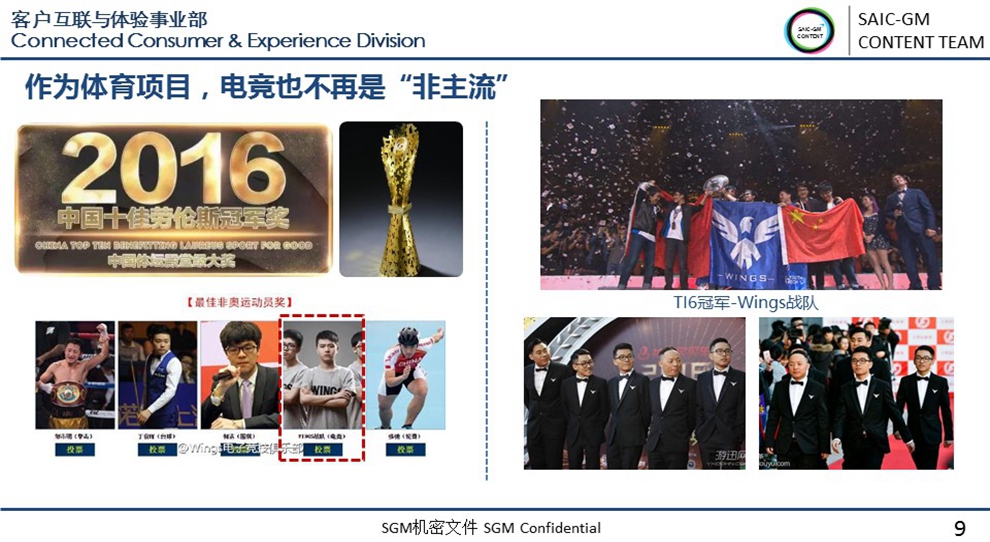 客户互联与体验事业部
Connected Consumer & Experience Division
SAIC-GM
CONTENT
SAIC-GM
CONTENT TEAM
作为体育项目，电竞也不再是“非主流”
2016
中国十佳劳伦斯冠军奖
CHINA TOP TEN BENEFITTING LAUREUS SPORT FOR GOOD
中国体坛殿堂级大奖
【最佳非奥运动员奖】
邹市明（拳击）
丁俊晖（台球）
柯洁（围棋）
WINGS战队（电竞）
投票
投票
投票
投票
@Wings电子竞技俱乐部
WINGS
-WINGS-
TI6冠军-Wings战队
2016
游迅网
SGM机密文件 SGM Confidential
9